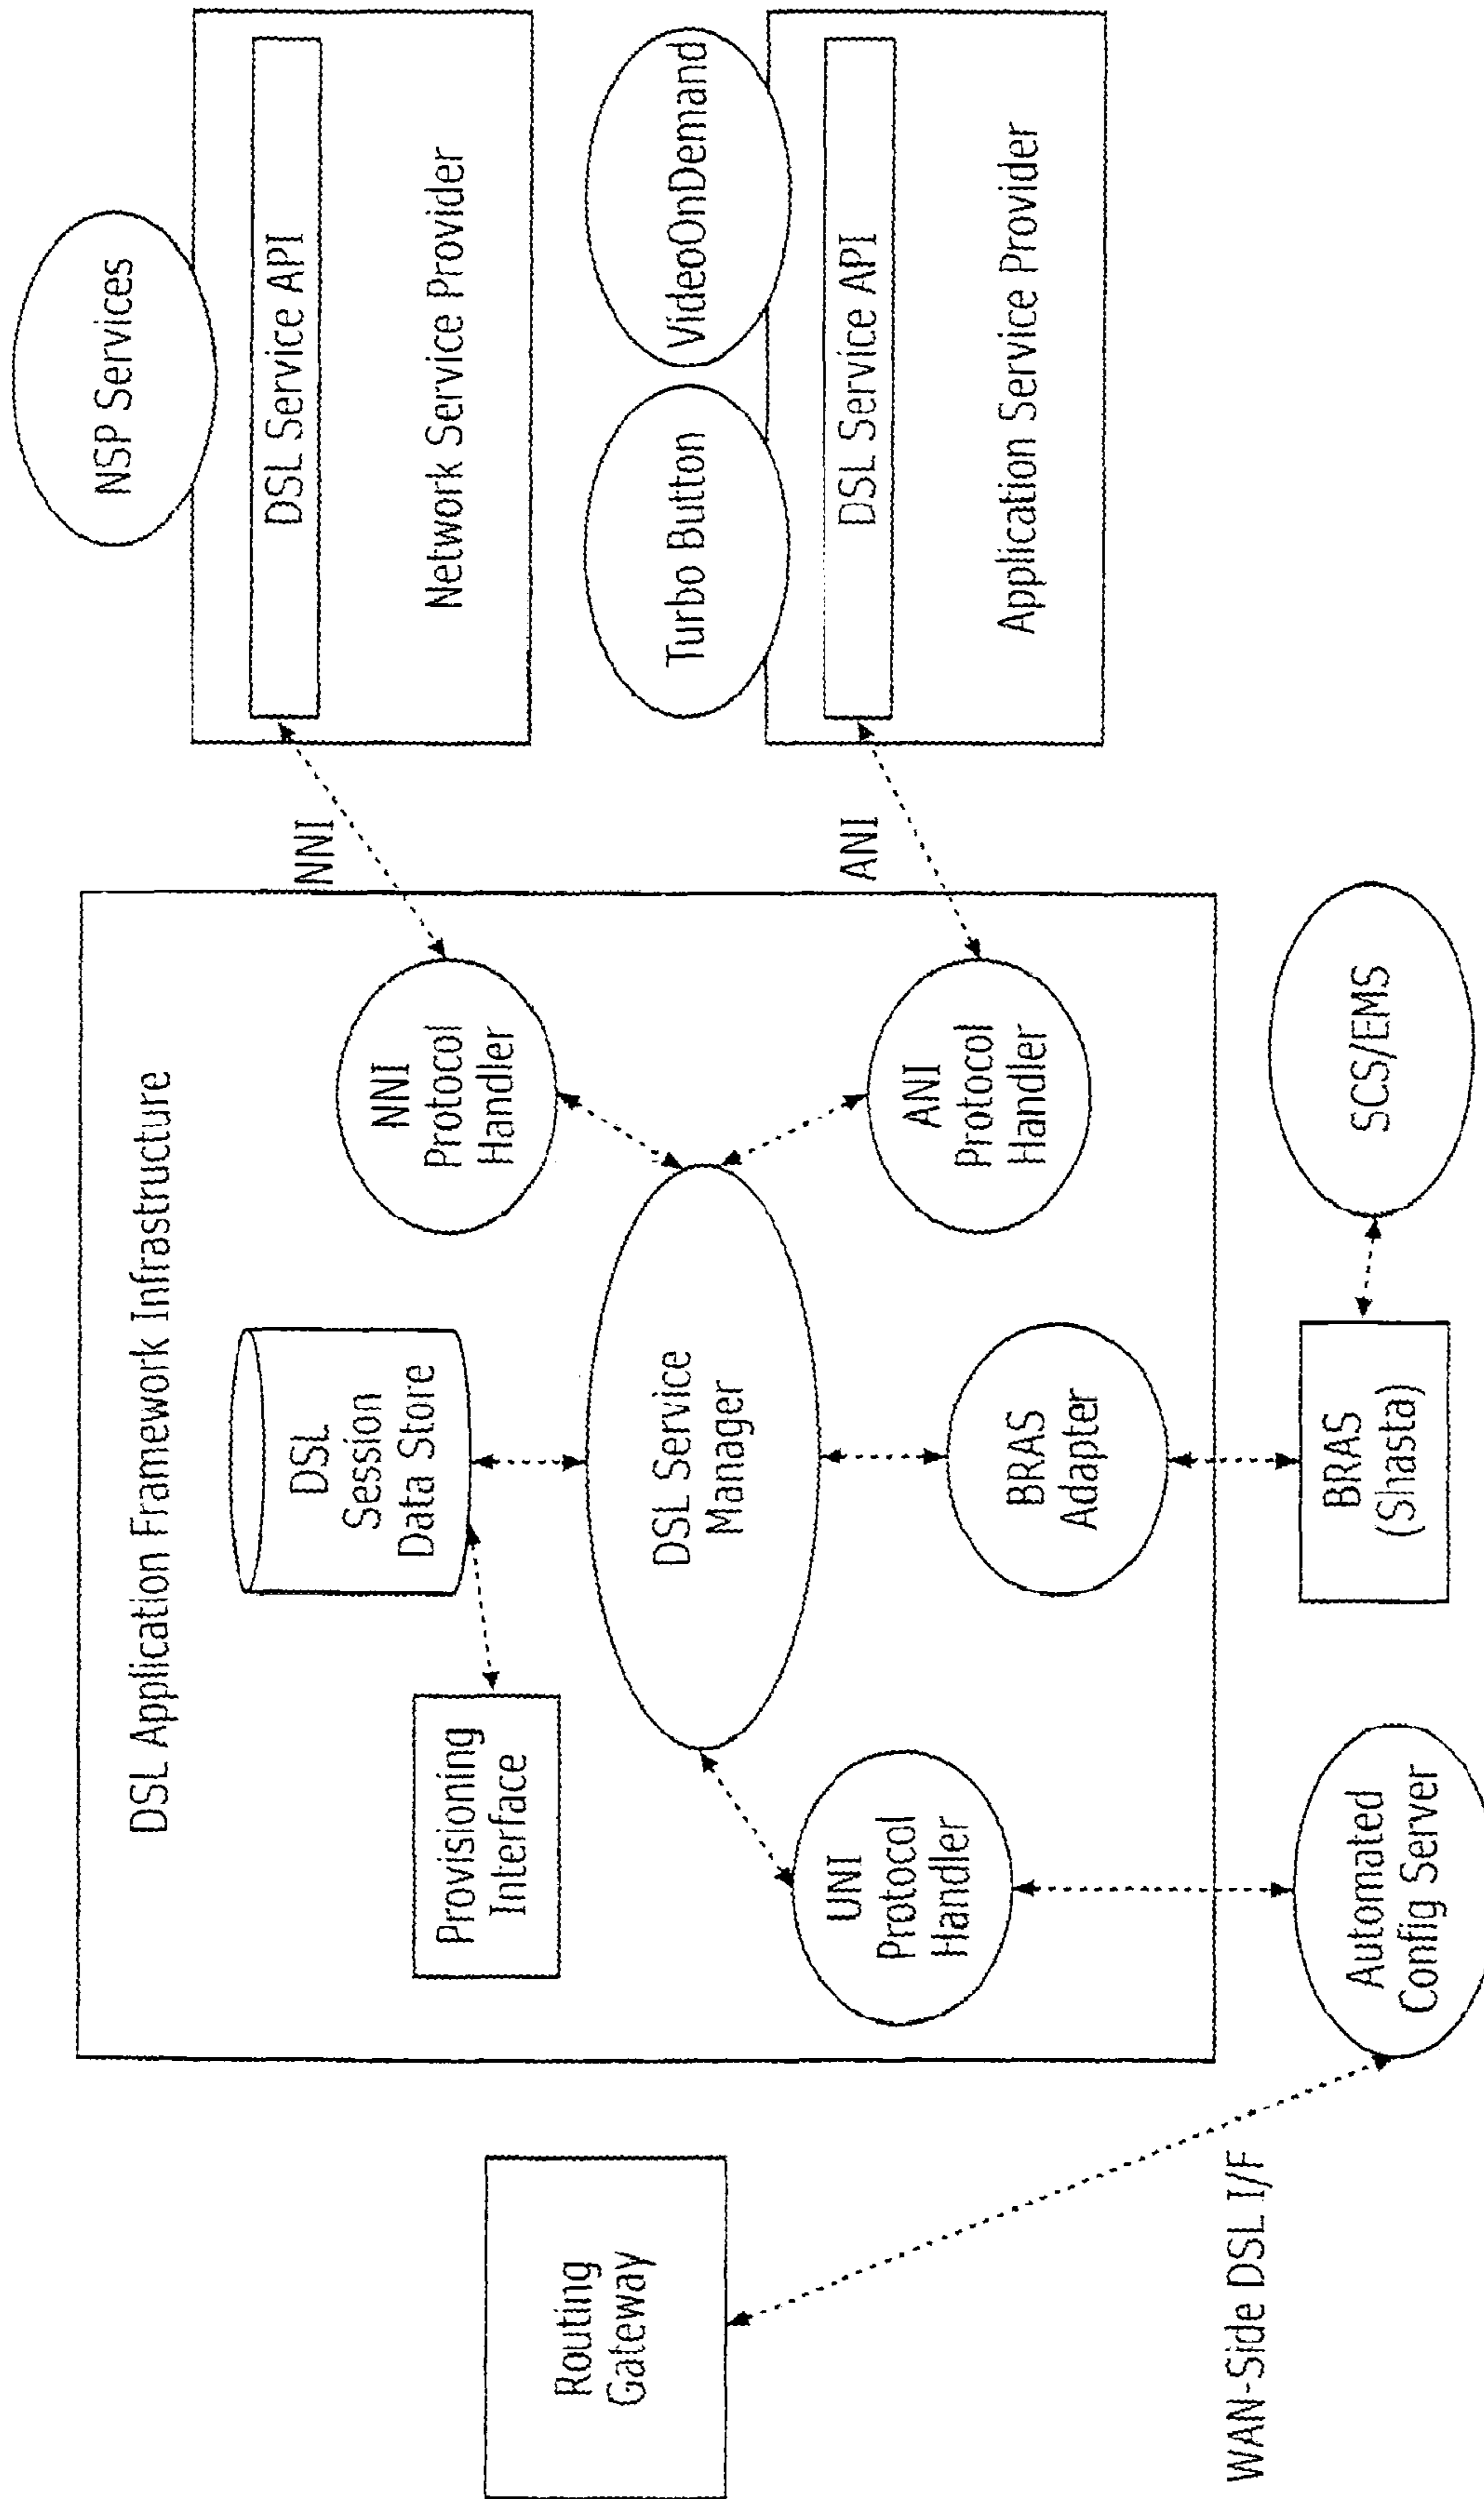 DSL Application Framework Infrastructure
Routing
Gateway
WAN-Side DSL I/F
Provisioning
Interface
DSL
Session
Data Store
DSL Service
Manager
UNI
Protocol
Handler
BRAS
Adapter
NNI
Protocol
Handler
ANI
Protocol
Handler
Automated
Config Server
BRAS
(Shasta)
SCS/EMS
NNI
ANI
NSP Services
DSL Service API
Network Service Provider
Turbo Button
VideoOnDemand
DSL Service API
Application Service Provider